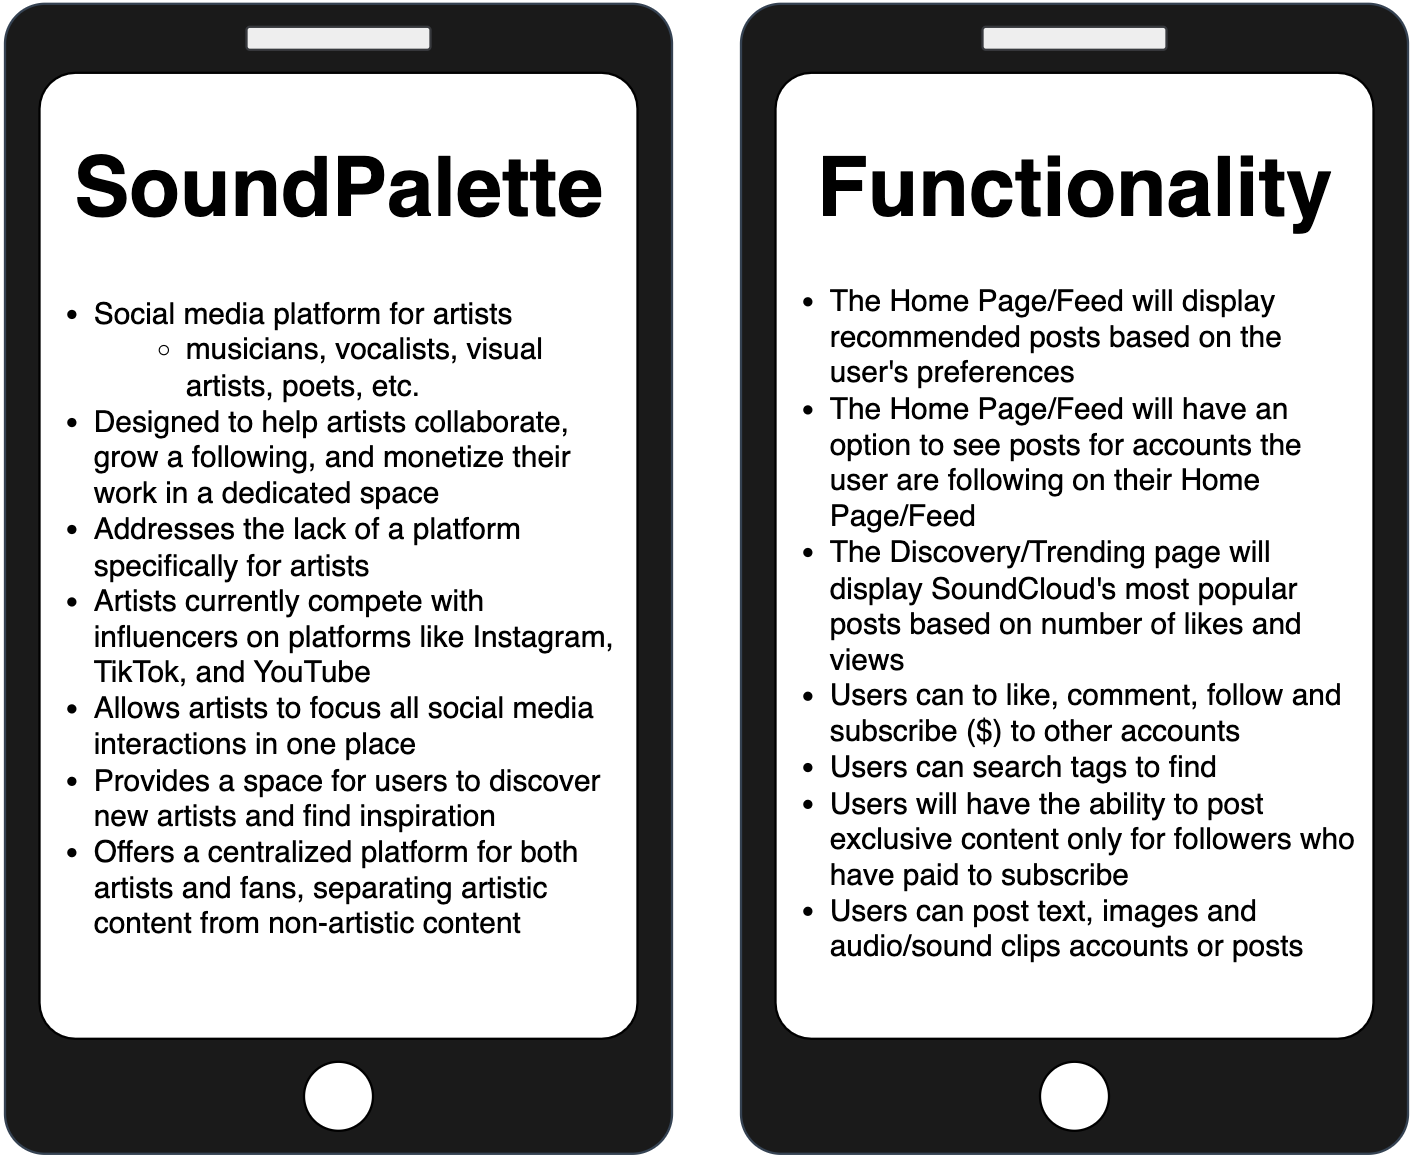 SoundPalette
• Social media platform for artists
○ musicians, vocalists, visual
artists, poets, etc.
• Designed to help artists collaborate,
grow a following, and monetize their
work in a dedicated space
• Addresses the lack of a platform
specifically for artists
• Artists currently compete with
influencers on platforms like Instagram,
TikTok, and YouTube
• Allows artists to focus all social media
interactions in one place
• Provides a space for users to discover
new artists and find inspiration
• Offers a centralized platform for both
artists and fans, separating artistic
content from non-artistic content
Functionality
• The Home Page/Feed will display
recommended posts based on the
user's preferences
• The Home Page/Feed will have an
option to see posts for accounts the
user are following on their Home
Page/Feed
• The Discovery/Trending page will
display SoundCloud's most popular
posts based on number of likes and
views
• Users can to like, comment, follow and
subscribe ($) to other accounts
• Users can search tags to find
• Users will have the ability to post
exclusive content only for followers who
have paid to subscribe
• Users can post text, images and
audio/sound clips accounts or posts